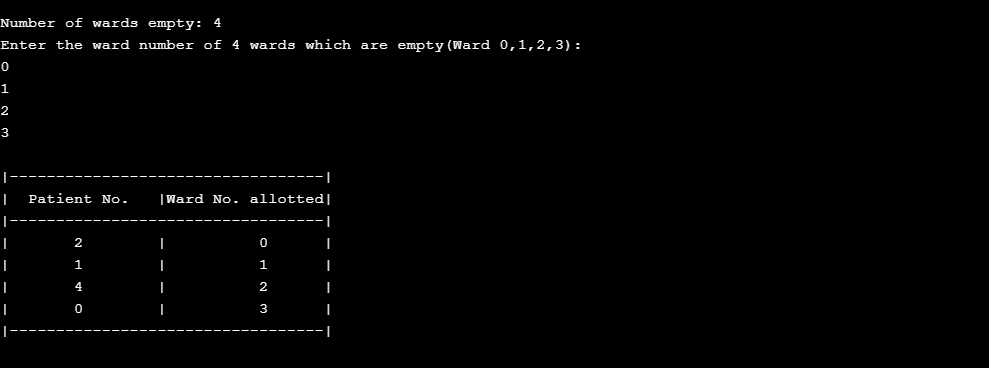 Number of wards empty: 4
Enter the ward number of 4 wards which are empty(Ward 0,1,2,3):
0
1
2
3
|----------------------------------|
|  Patient No.   |Ward No. allotted|
|----------------------------------|
|       2        |          0      |
|       1        |          1      |
|       4        |          2      |
|       0        |          3      |
|----------------------------------|